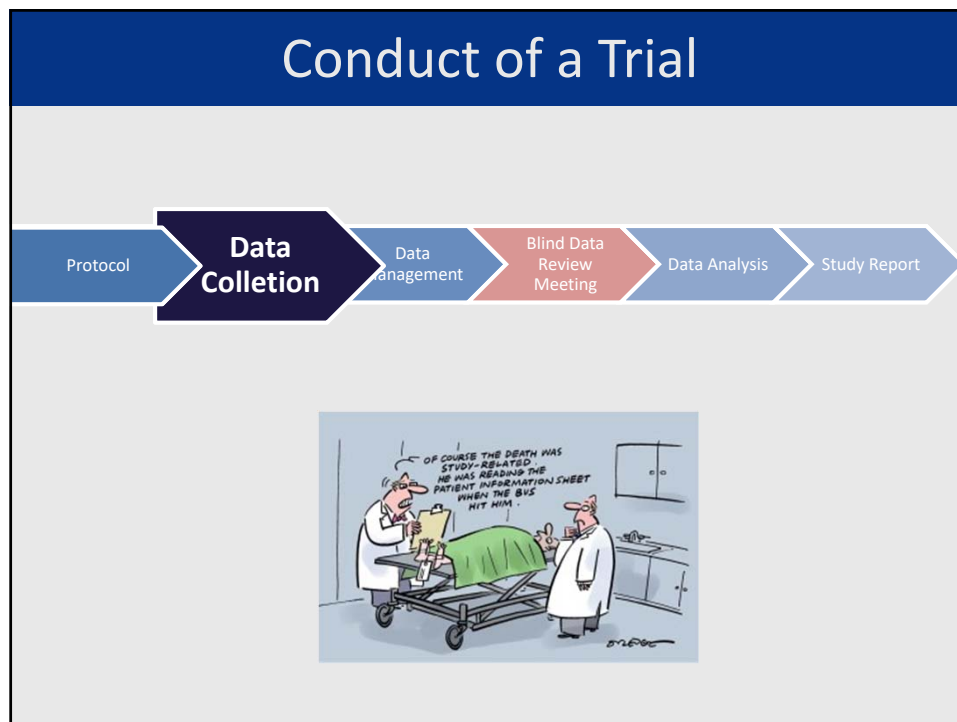 Conduct of a Trial
Protocol
Data
Colletion
Data
anagement
Blind Data
Review
Meeting
Data Analysis
Study Report
OF COURSE THE DEATH WAS
STUDY-RELATED.
HE WAS READING THE
PATIENT INFORMATION SHEET
WHEN THE BUS
HIT HIM.